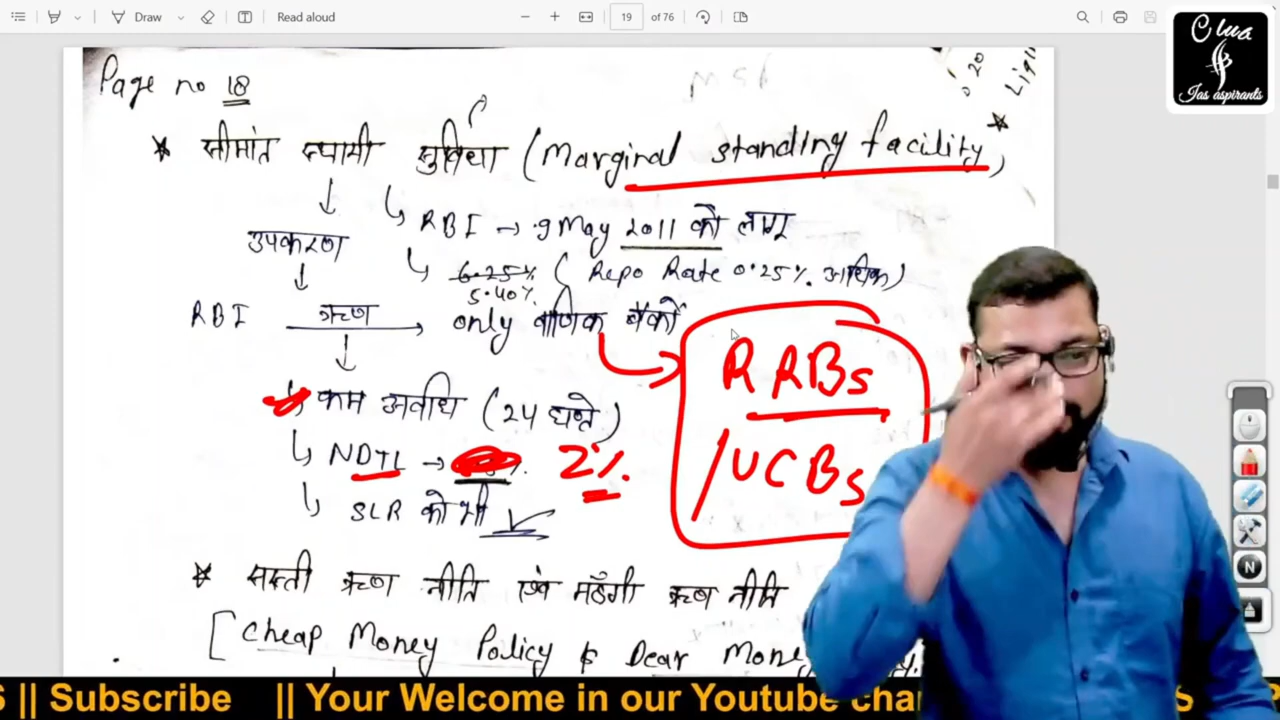 Draw
Read aloud
19 of 76
Clua
Ias aspirants
Page no 18
सीमांत स्थायी सुविधा (Marginal standing facility)
RBI → 9 May 2011 को लागू
उपकरण
6.25% ( Repo Rate 0.25% अधिक)
5.40%
RBI ऋण only वाणिक बैंकों
RRBs
कम अवधि (24 घण्टे)
/UCBs
NDTL → 2%
SLR को भी
सस्ती ऋण नीति एवं महँगी ऋण नीति
[Cheap Money Policy & Dear Money
S || Subscribe || Your Welcome in our Youtube cha